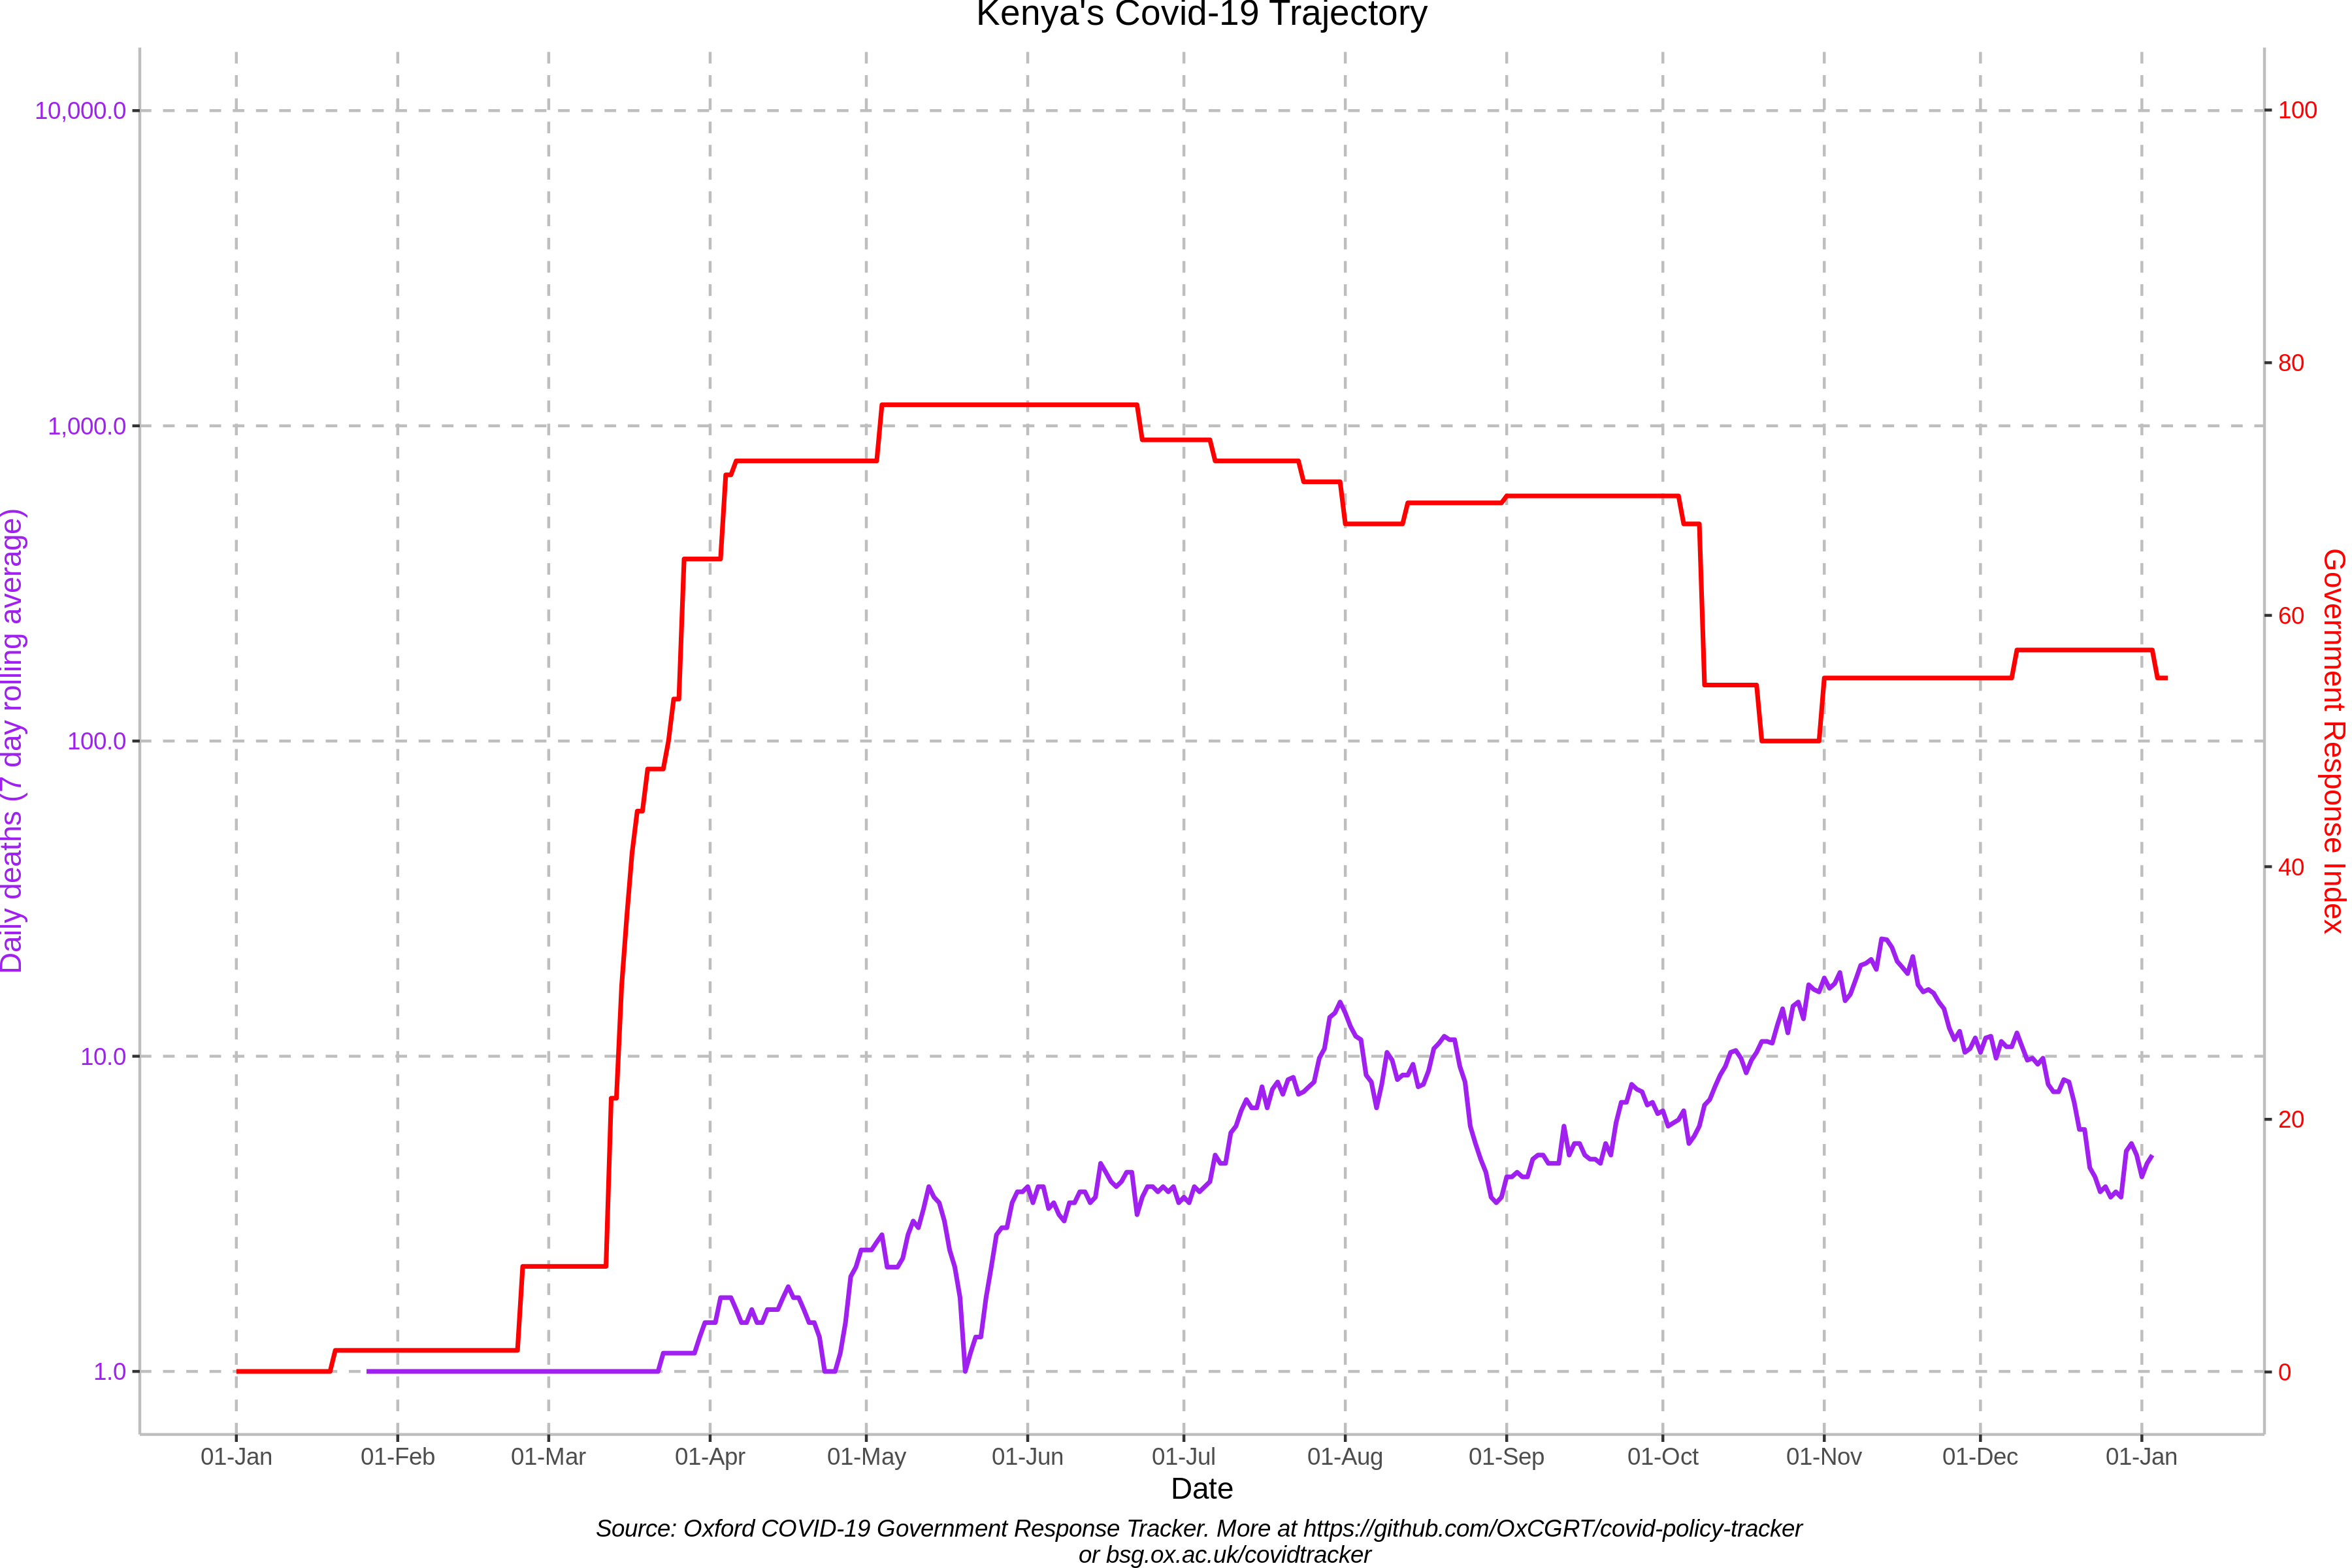 Kenya's Covid-19 Trajectory
10,000.0
1,000.0
100.0
10.0
1.0
Daily deaths (7 day rolling average)
100
80
60
40
20
0
Government Response Index
01-Jan 01-Feb 01-Mar 01-Apr 01-May 01-Jun 01-Jul 01-Aug 01-Sep 01-Oct 01-Nov 01-Dec 01-Jan
Date
Source: Oxford COVID-19 Government Response Tracker. More at https://github.com/OxCGRT/covid-policy-tracker
or bsg.ox.ac.uk/covidtracker